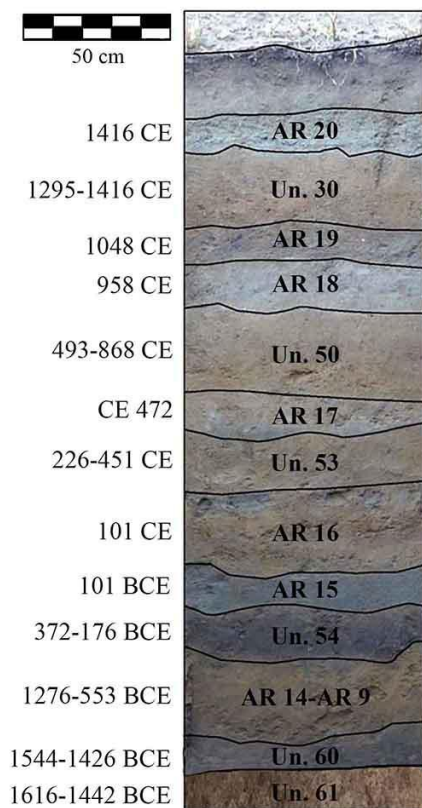 50 cm
1416 CE AR 20
1295-1416 CE Un. 30
1048 CE AR 19
958 CE AR 18
493-868 CE Un. 50
CE 472 AR 17
226-451 CE Un. 53
101 CE AR 16
101 BCE AR 15
372-176 BCE Un. 54
1276-553 BCE AR 14-AR 9
1544-1426 BCE Un. 60
1616-1442 BCE Un. 61